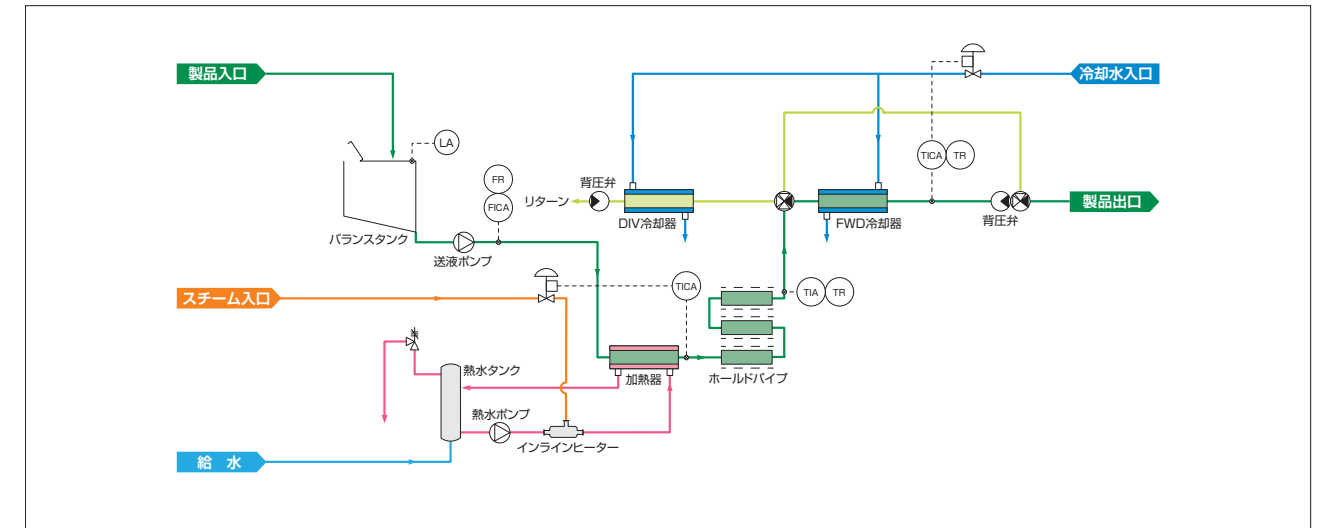 製品入口
冷却水入口
LA
TICA
TR
FR
FICA
背圧弁
リターン
DIV冷却器
FWD冷却器
背圧弁
製品出口
バランスタンク
送液ポンプ
スチーム入口
TICA
TIA
TR
熱水タンク
加熱器
ホールドパイプ
熱水ポンプ
インラインヒーター
給 水